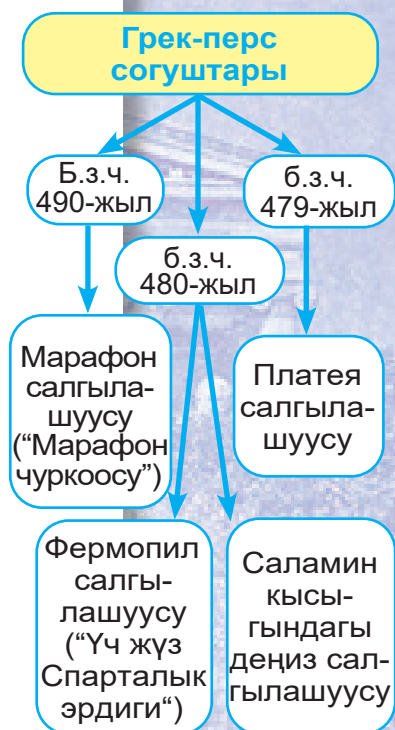 Грек-перс
согуштары
Б.з.ч.
490-жыл
б.з.ч.
480-жыл
б.з.ч.
479-жыл
Марафон
салгыла-
шуусу
(“Марафон
чуркоосу”)
Платея
салгыла-
шуусу
Фермопил
салгы-
лашуусу
(“Үч жүз
Спарталык
эрдиги“)
Саламин
кысы-
гындагы
деңиз сал-
гылашуусу